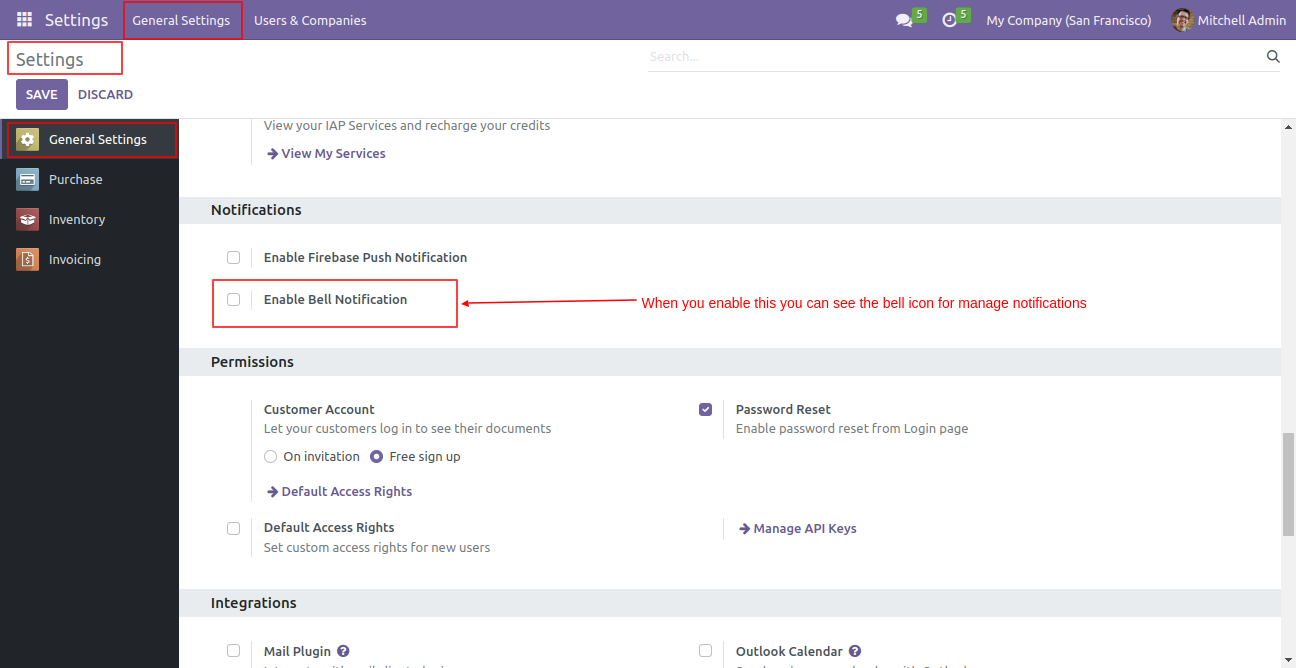 Settings General Settings Users & Companies 5 5 My Company (San Francisco) Mitchell Admin
Settings Search...
SAVE DISCARD
General Settings
Purchase
Inventory
Invoicing
View your IAP Services and recharge your credits
View My Services
Notifications
Enable Firebase Push Notification
Enable Bell Notification When you enable this you can see the bell icon for manage notifications
Permissions
Customer Account Password Reset
Let your customers log in to see their documents Enable password reset from Login page
On invitation Free sign up
Default Access Rights
Default Access Rights Manage API Keys
Set custom access rights for new users
Integrations
Mail Plugin ? Outlook Calendar ?